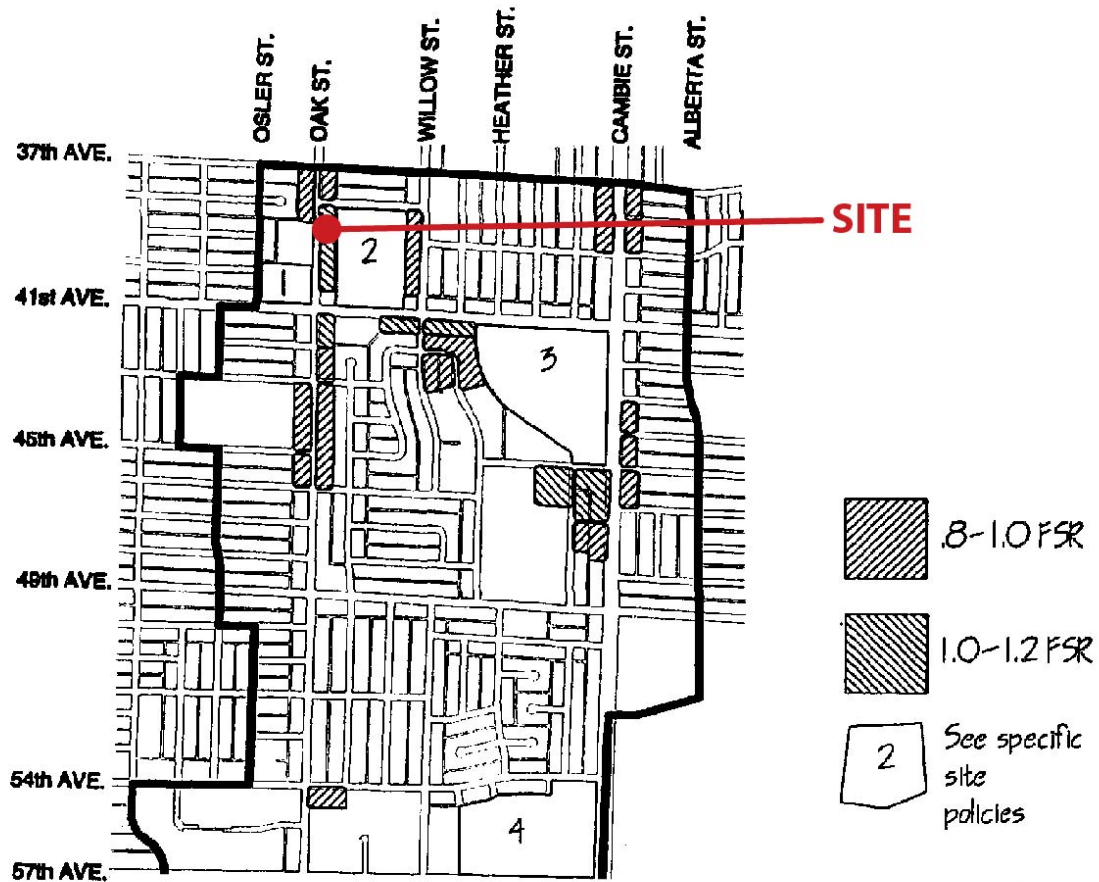 OSLER ST.
OAK ST.
WILLOW ST.
HEATHER ST.
CAMBIE ST.
ALBERTA ST.
37th AVE.
SITE
2
41st AVE.
3
45th AVE.
.8-1.0 FSR
49th AVE.
1.0-1.2 FSR
2
See specific
site
policies
54th AVE.
4
57th AVE.